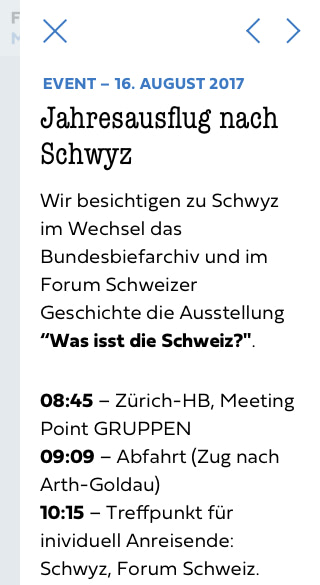 F
M
EVENT – 16. AUGUST 2017
Jahresausflug nach
Schwyz
Wir besichtigen zu Schwyz
im Wechsel das
Bundesbiefarchiv und im
Forum Schweizer
Geschichte die Ausstellung
“Was isst die Schweiz?".
08:45 – Zürich-HB, Meeting
Point GRUPPEN
09:09 – Abfahrt (Zug nach
Arth-Goldau)
10:15 – Treffpunkt für
inividuell Anreisende:
Schwyz, Forum Schweiz.